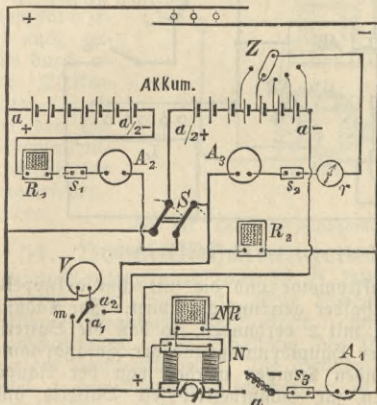 + −
Z
AKKum.
a + a/2 − a/2 + a −
R₁ s₁ A₂ S A₃ s₂ r
R₂
V
m a₁ a₂
NR
N
+ − s₃ A₁
a